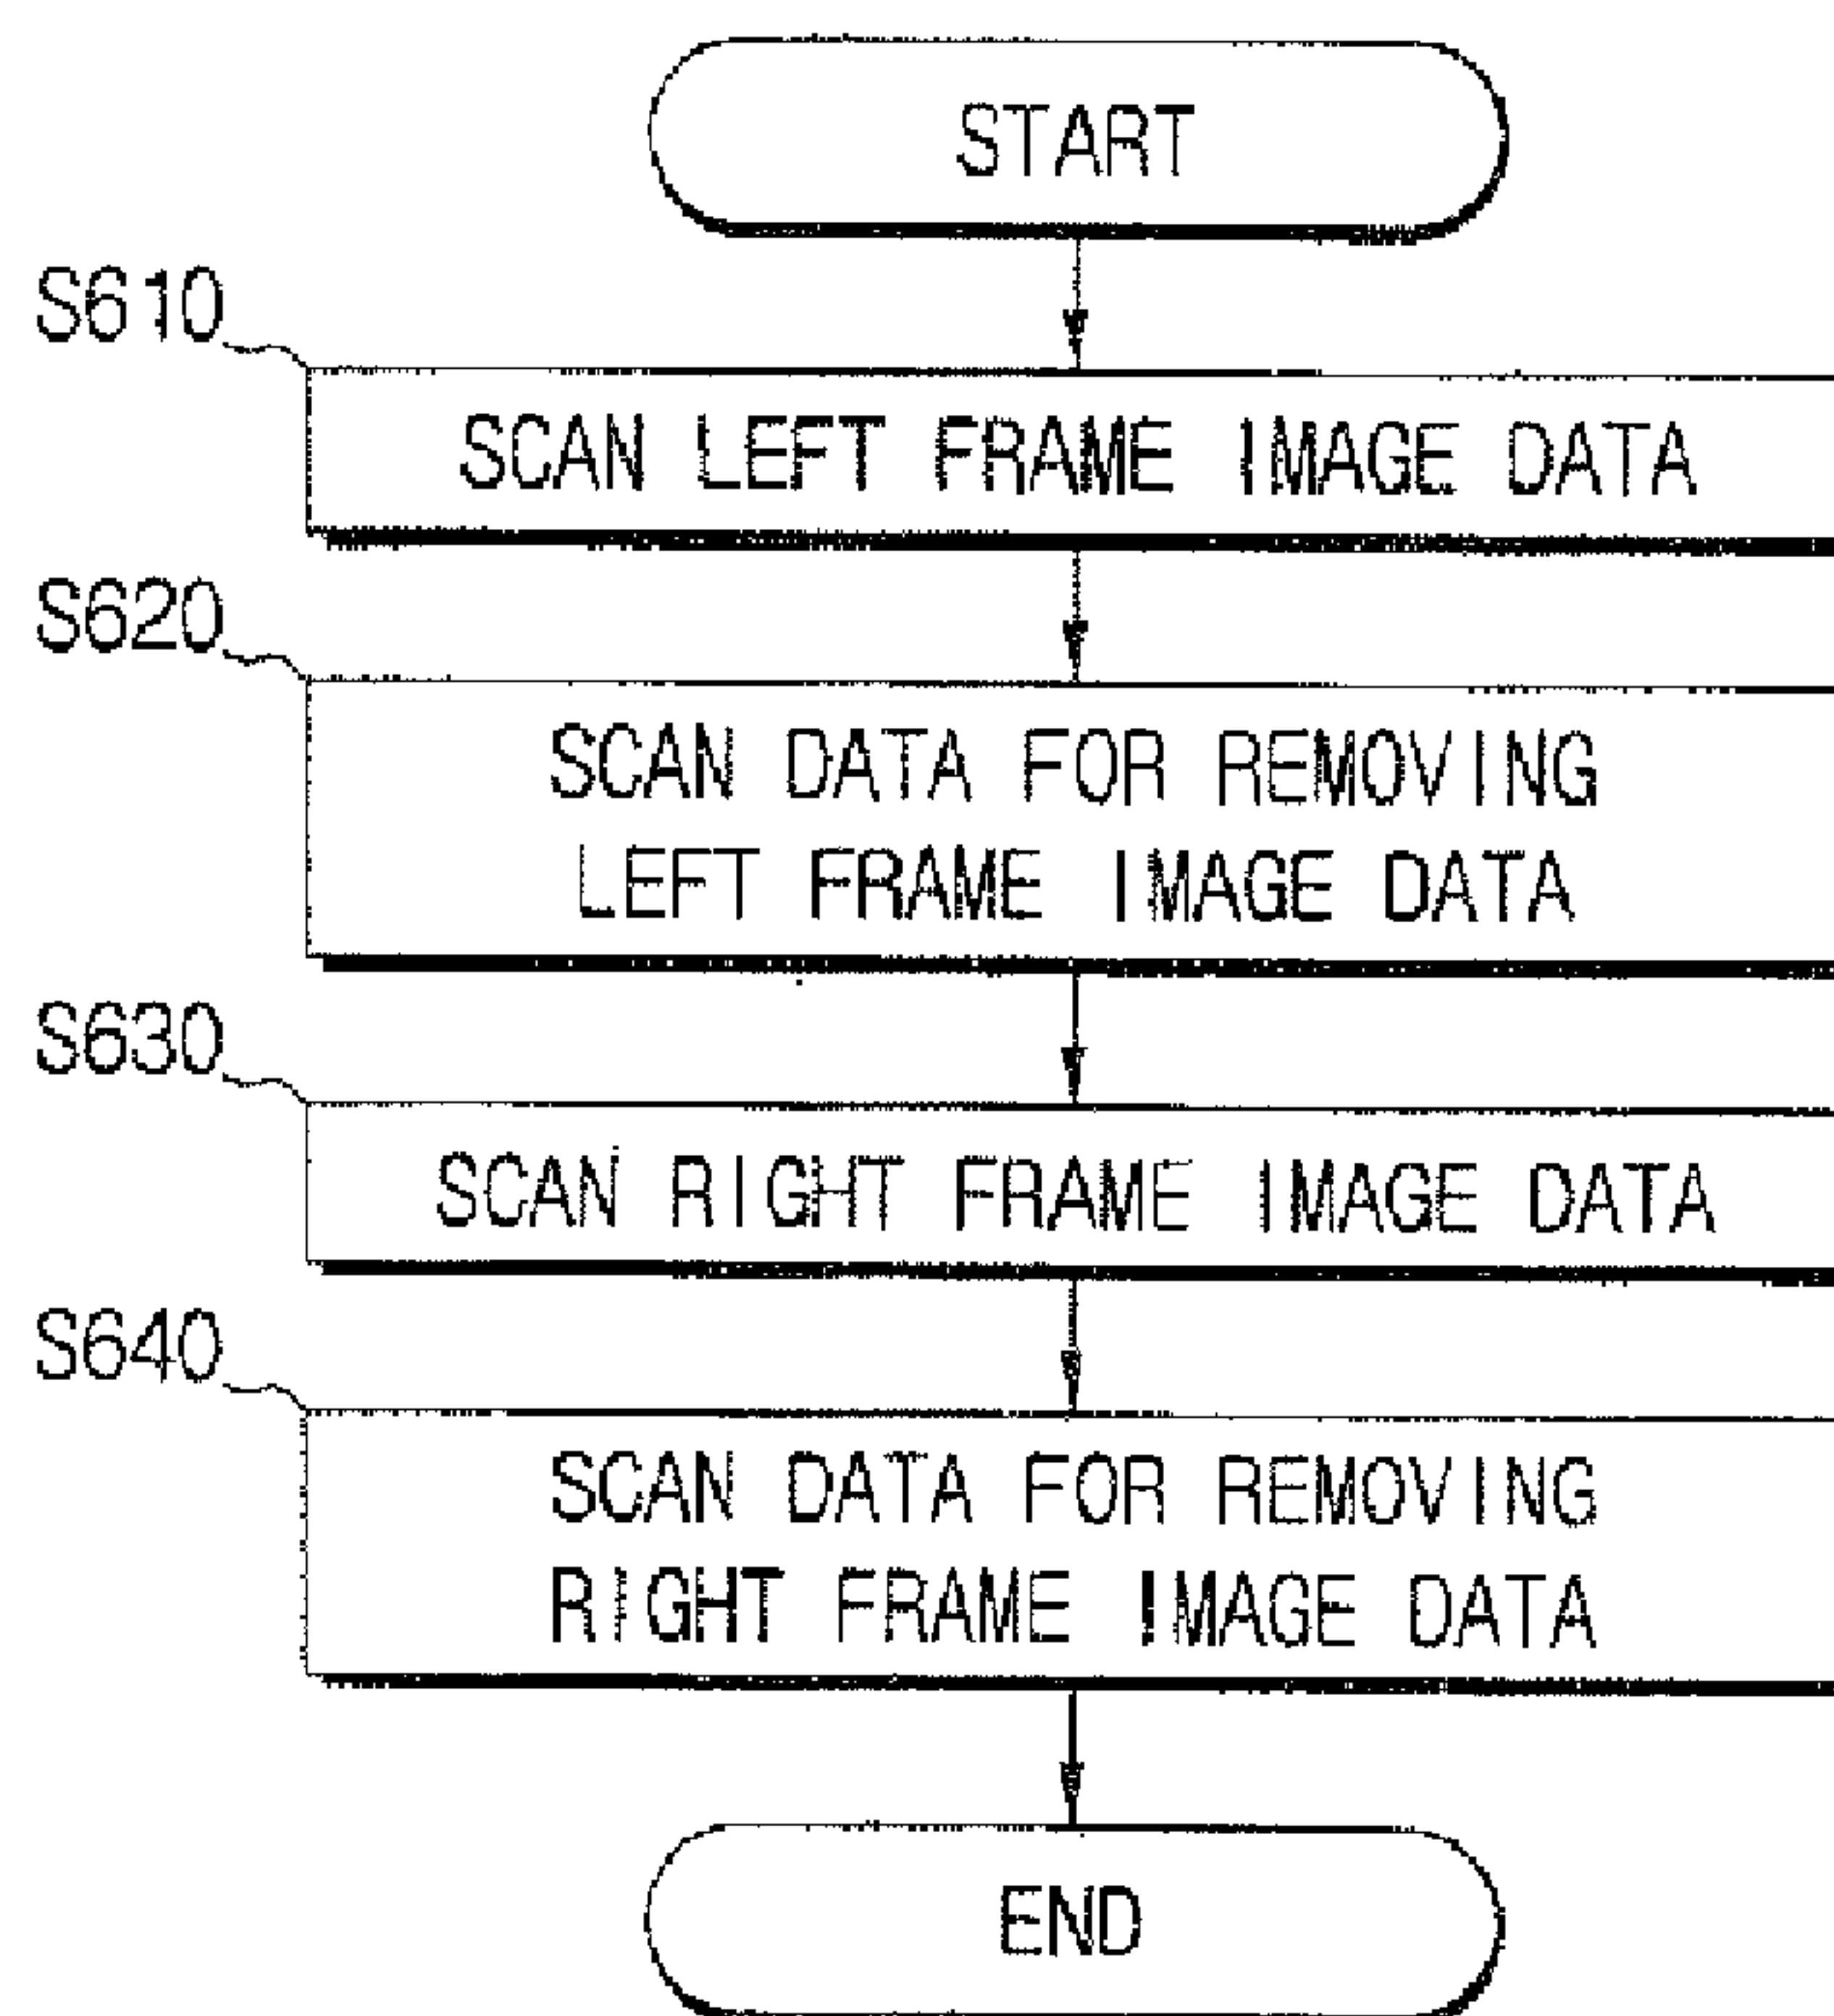 START
S610
SCAN LEFT FRAME IMAGE DATA
S620
SCAN DATA FOR REMOVING
LEFT FRAME IMAGE DATA
S630
SCAN RIGHT FRAME IMAGE DATA
S640
SCAN DATA FOR REMOVING
RIGHT FRAME IMAGE DATA
END